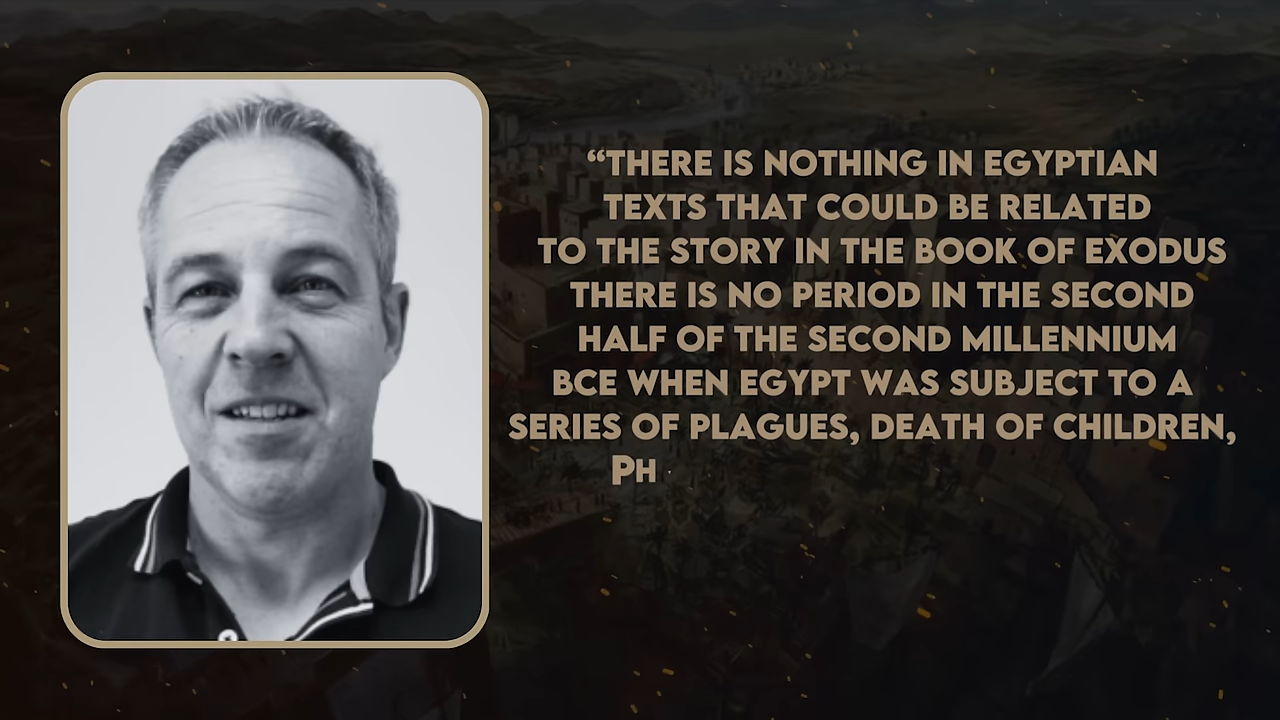 “THERE IS NOTHING IN EGYPTIAN
TEXTS THAT COULD BE RELATED
TO THE STORY IN THE BOOK OF EXODUS
THERE IS NO PERIOD IN THE SECOND
HALF OF THE SECOND MILLENNIUM
BCE WHEN EGYPT WAS SUBJECT TO A
SERIES OF PLAGUES, DEATH OF CHILDREN,
PH